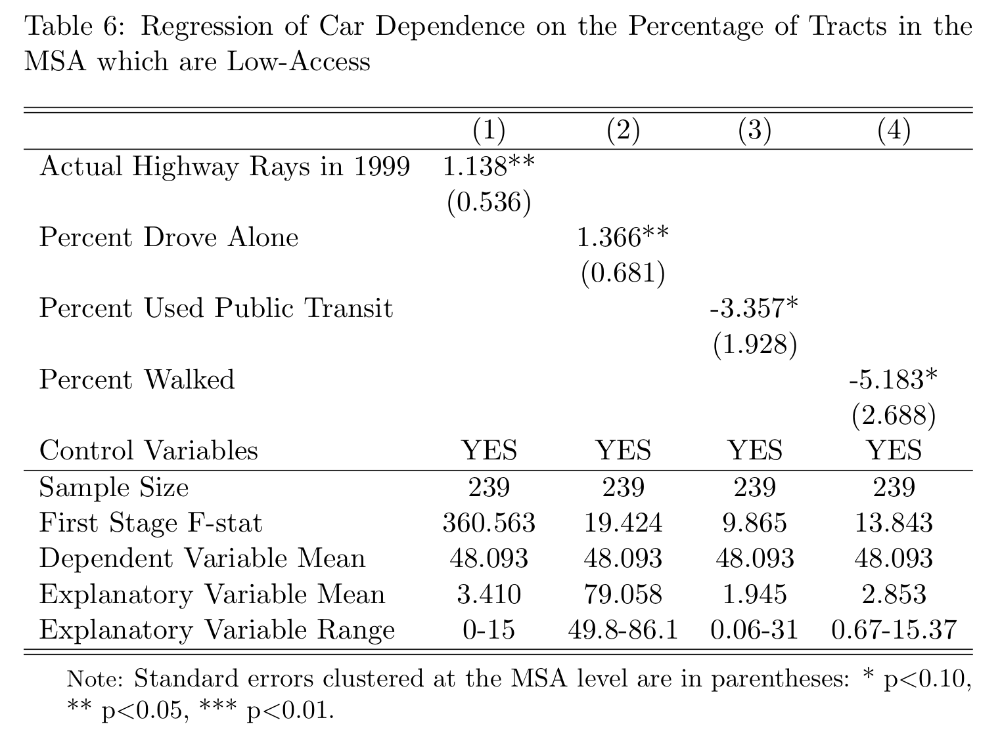 Table 6: Regression of Car Dependence on the Percentage of Tracts in the
MSA which are Low-Access
(1) (2) (3) (4)
Actual Highway Rays in 1999 1.138**
(0.536)
Percent Drove Alone 1.366**
(0.681)
Percent Used Public Transit -3.357*
(1.928)
Percent Walked -5.183*
(2.688)
Control Variables YES YES YES YES
Sample Size 239 239 239 239
First Stage F-stat 360.563 19.424 9.865 13.843
Dependent Variable Mean 48.093 48.093 48.093 48.093
Explanatory Variable Mean 3.410 79.058 1.945 2.853
Explanatory Variable Range 0-15 49.8-86.1 0.06-31 0.67-15.37
Note: Standard errors clustered at the MSA level are in parentheses: * p<0.10,
** p<0.05, *** p<0.01.